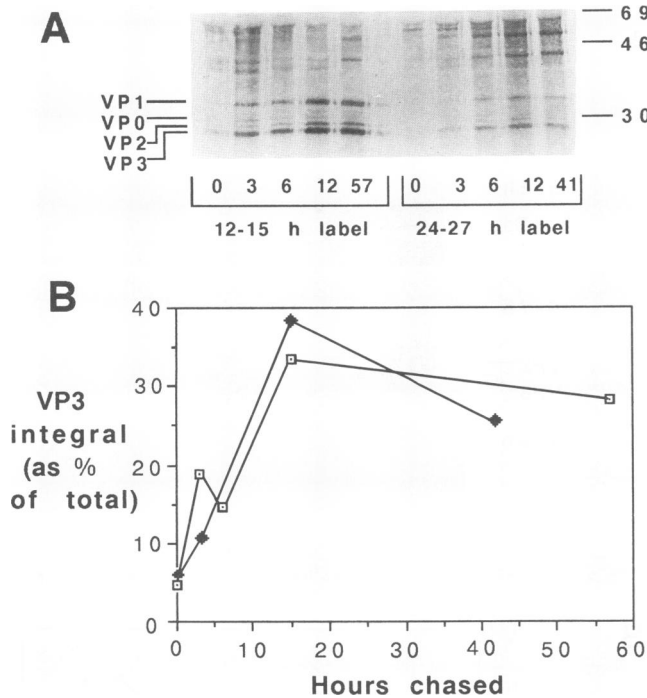 A
69
46
VP1
VP0
30
VP2
VP3
0 3 6 12 57 0 3 6 12 41
12-15 h label 24-27 h label
B
40
VP3
30
integral
(as %
20
of total)
10
0
0 10 20 30 40 50 60
Hours chased